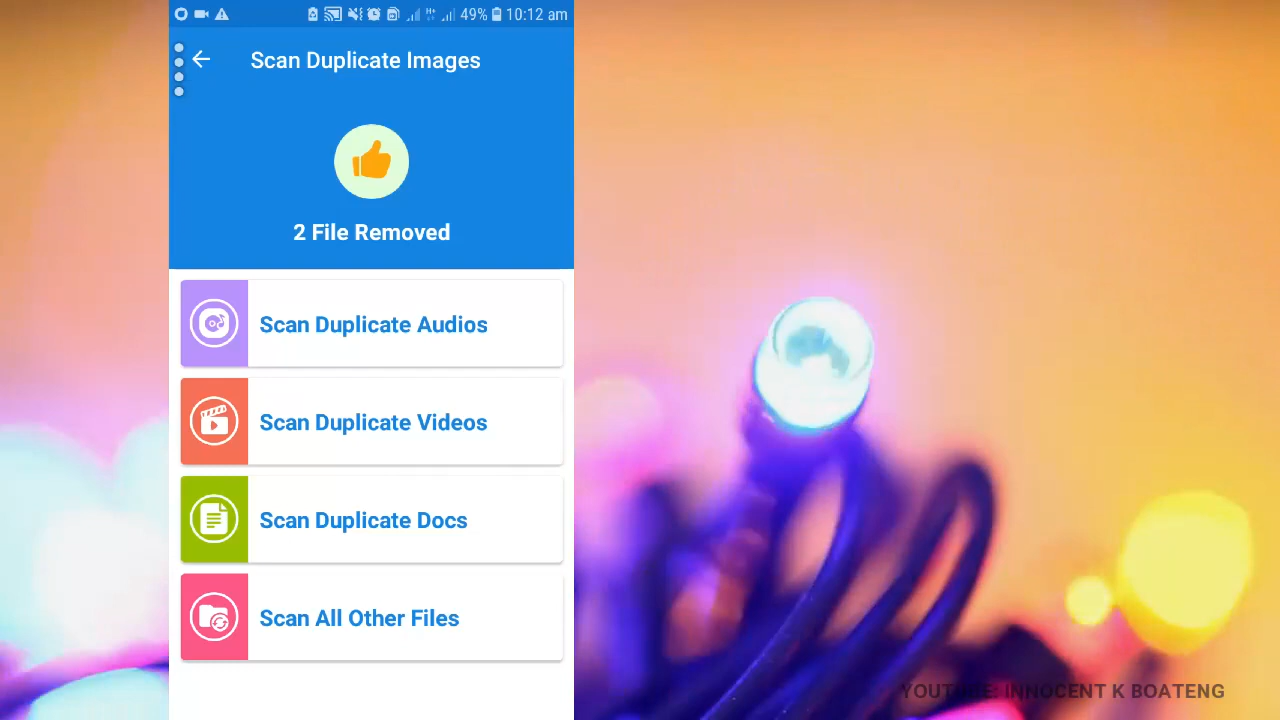 49% 10:12 am
Scan Duplicate Images
2 File Removed
Scan Duplicate Audios
Scan Duplicate Videos
Scan Duplicate Docs
Scan All Other Files
YOUTUBE: INNOCENT K BOATENG